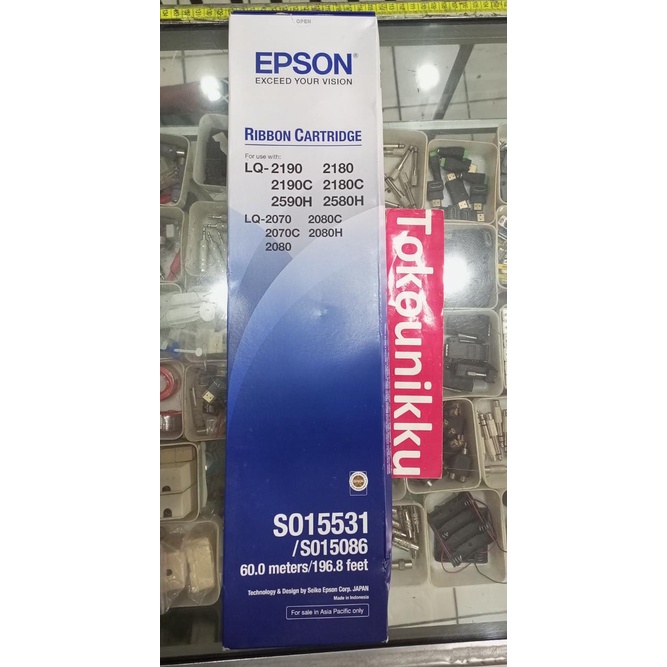 OPEN
EPSON®
EXCEED YOUR VISION
RIBBON CARTRIDGE
For use with:
LQ-2190 2180
2190C 2180C
2590H 2580H
LQ-2070 2080C
2070C 2080H
2080
Tokounikku
S015531
/S015086
60.0 meters/196.8 feet
Technology & Design by Seiko Epson Corp. JAPAN
Made in Indonesia
For sale in Asia Pacific only